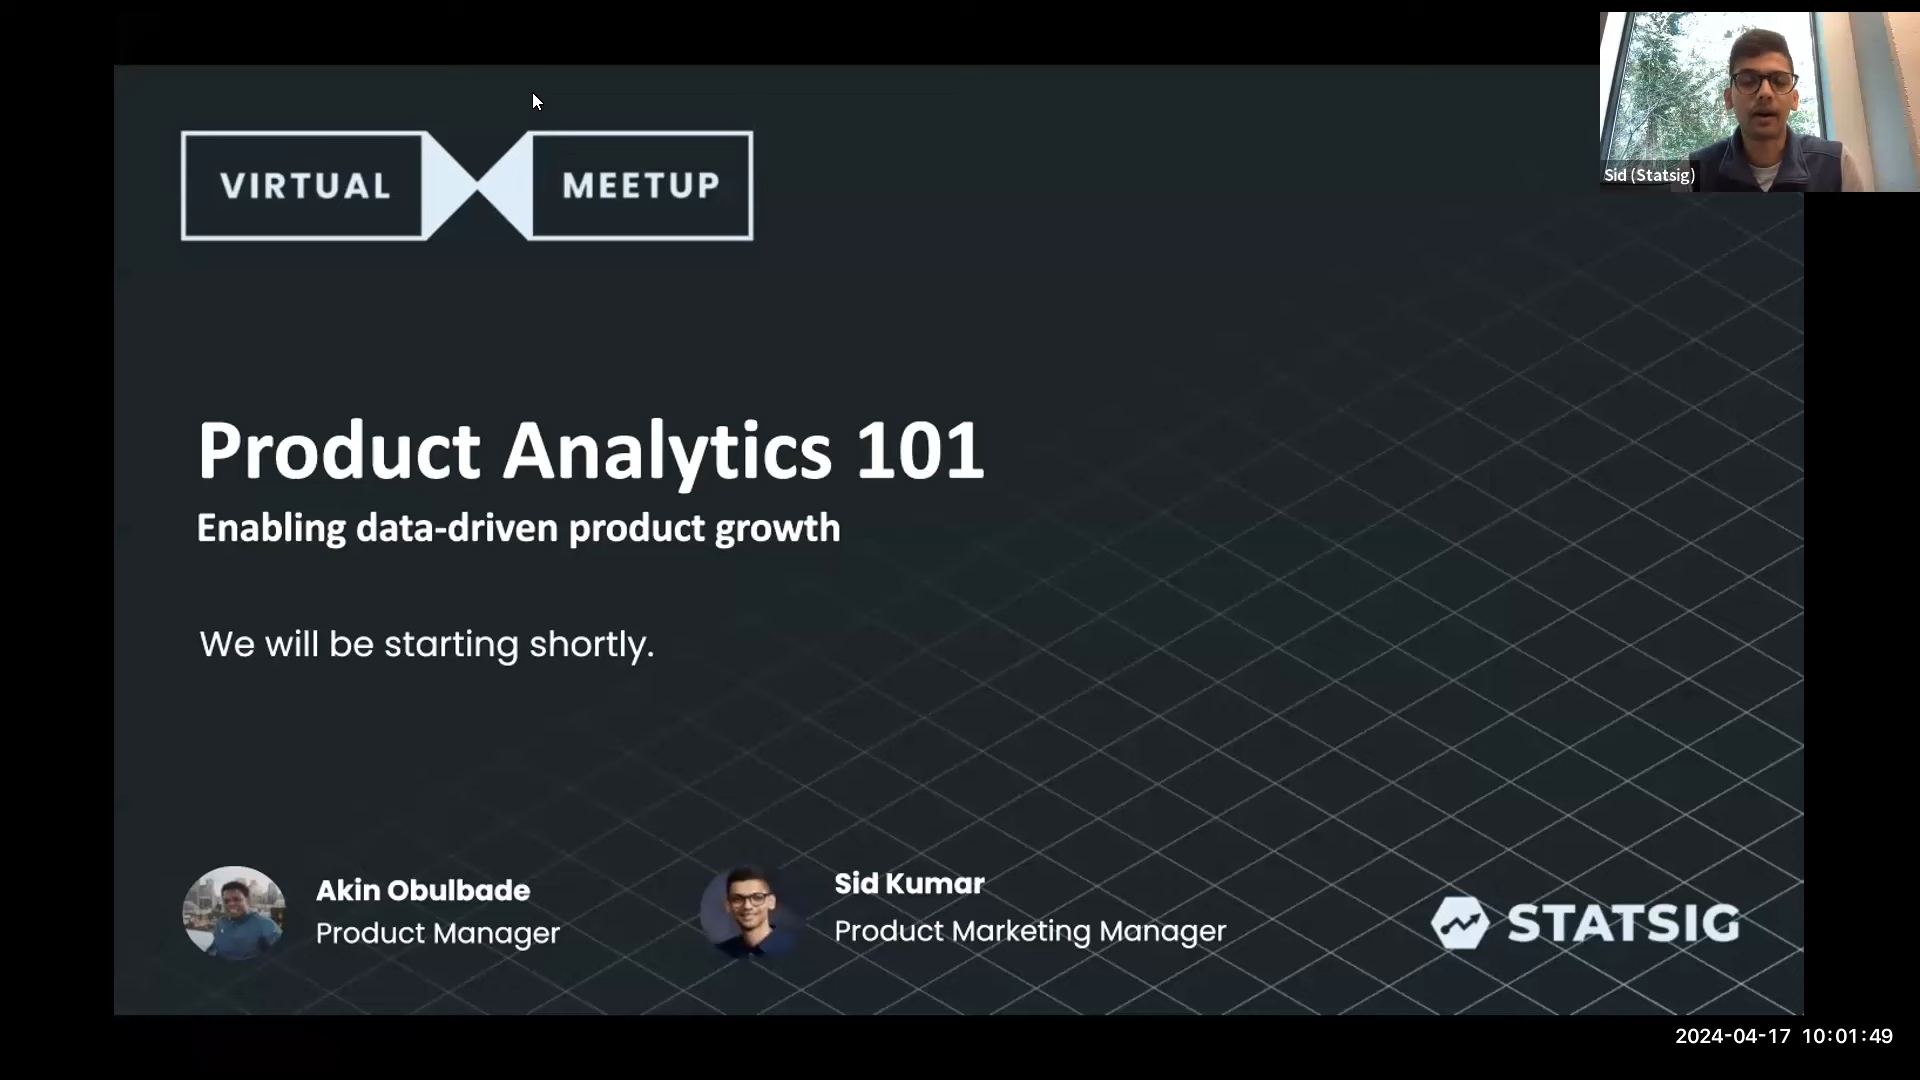 Sid (Statsig)
VIRTUAL MEETUP
Product Analytics 101
Enabling data-driven product growth
We will be starting shortly.
Akin Obulbade
Product Manager
Sid Kumar
Product Marketing Manager
STATSIG
2024-04-17 10:01:49